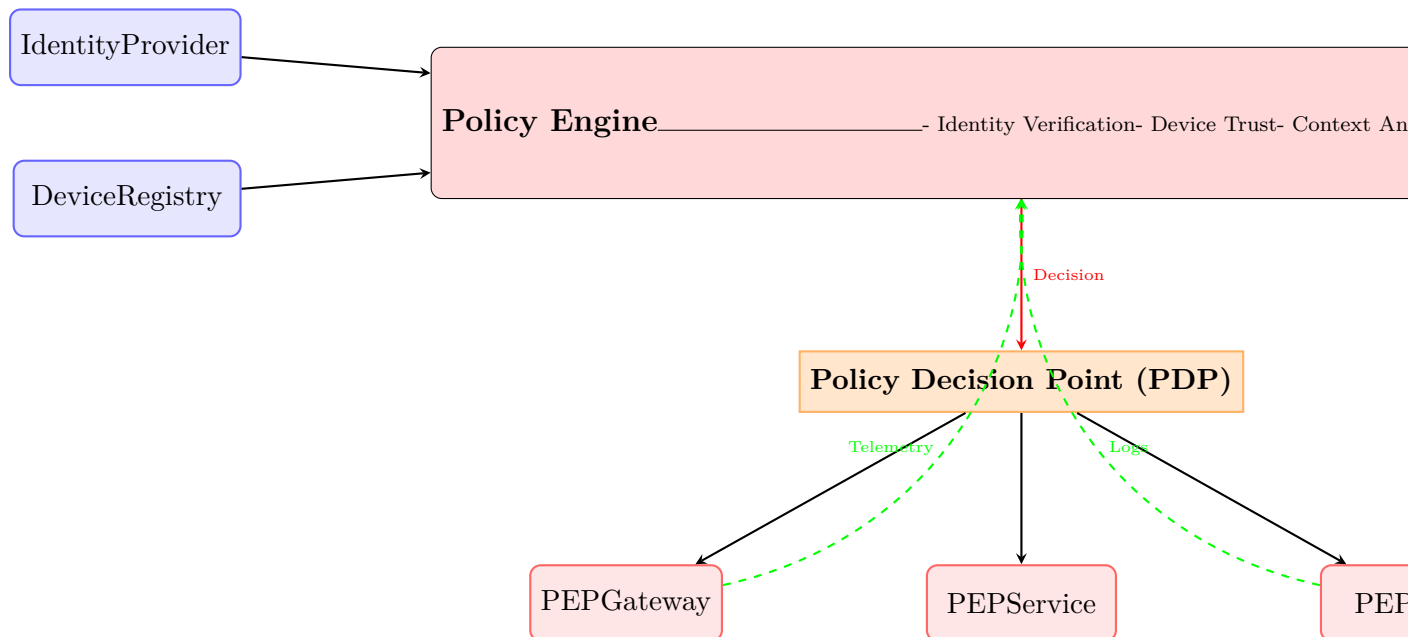 IdentityProvider
Policy Engine - Identity Verification- Device Trust- Context An
DeviceRegistry
Decision
Policy Decision Point (PDP)
Telemetry
Logs
PEPGateway
PEPService
PEP